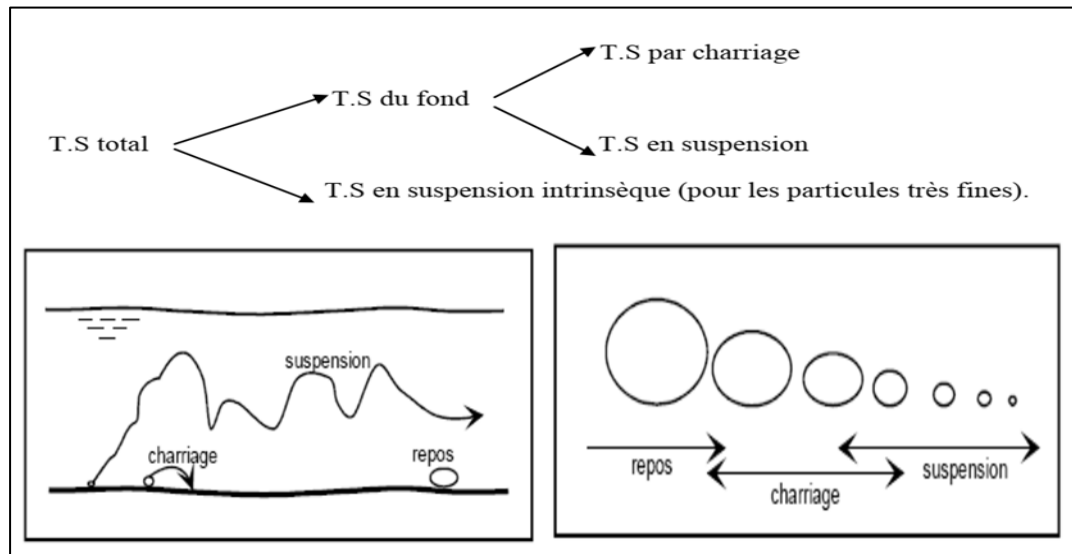 T.S par charriage
T.S du fond
T.S total
T.S en suspension
T.S en suspension intrinsèque (pour les particules très fines).
suspension
charriage
repos
repos
suspension
charriage